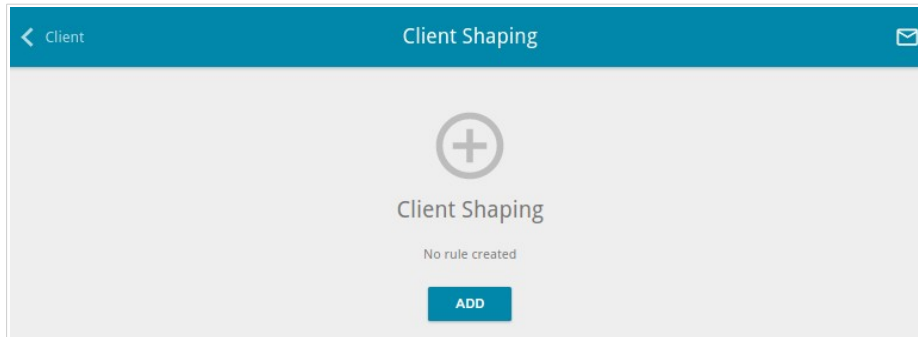 Client
Client Shaping
Client Shaping
No rule created
ADD